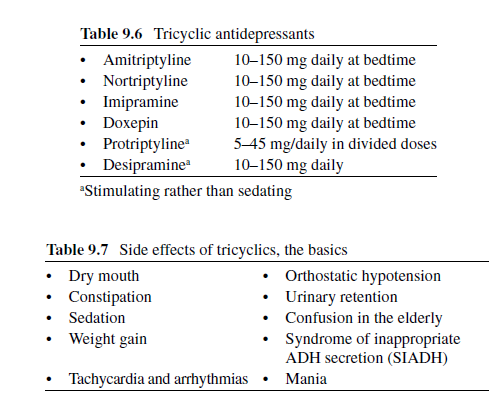 Table 9.6 Tricyclic antidepressants
• Amitriptyline 10–150 mg daily at bedtime
• Nortriptyline 10–150 mg daily at bedtime
• Imipramine 10–150 mg daily at bedtime
• Doxepin 10–150 mg daily at bedtime
• Protriptylineᵃ 5–45 mg/daily in divided doses
• Desipramineᵃ 10–150 mg daily
ᵃStimulating rather than sedating
Table 9.7 Side effects of tricyclics, the basics
• Dry mouth • Orthostatic hypotension
• Constipation • Urinary retention
• Sedation • Confusion in the elderly
• Weight gain • Syndrome of inappropriate
ADH secretion (SIADH)
• Tachycardia and arrhythmias • Mania